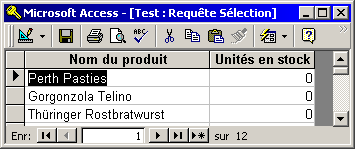 Microsoft Access - [Test : Requête Sélection]
ABC
Nom du produit Unités en stock
Perth Pasties 0
Gorgonzola Telino 0
Thüringer Rostbratwurst 0
Enr: 1 sur 12